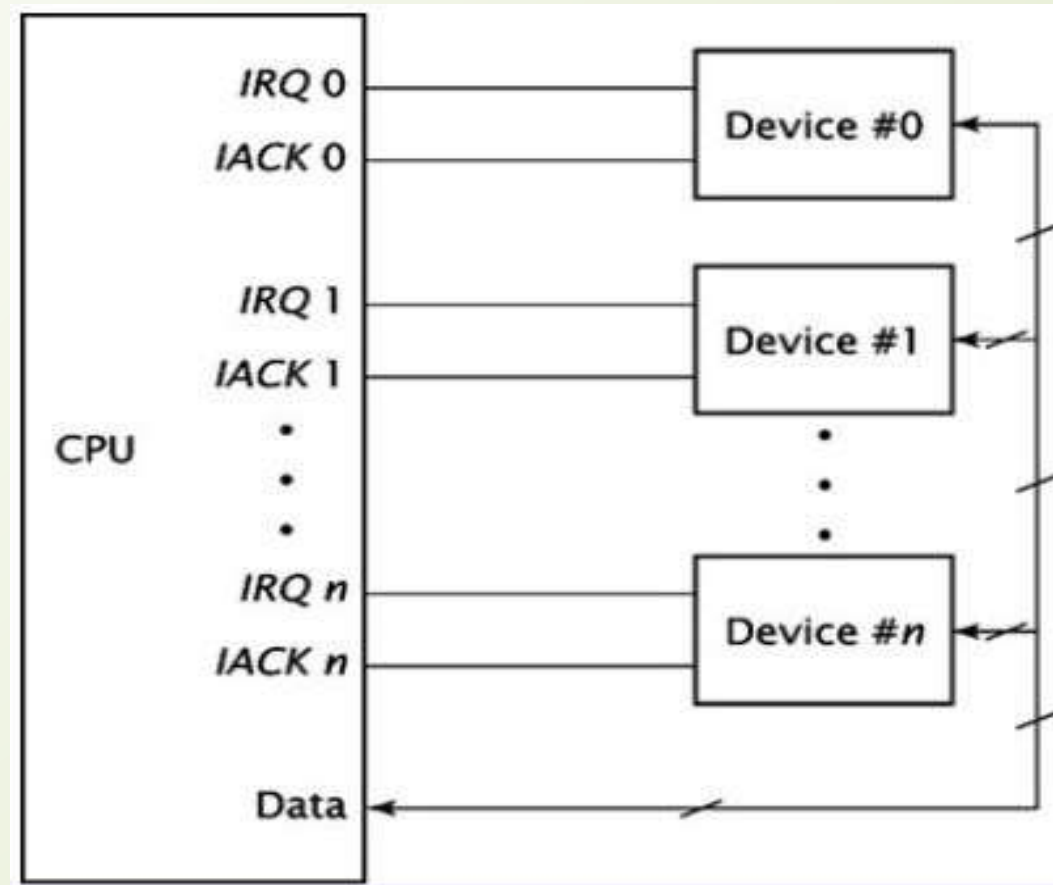 IRQ 0
Device #0
IACK 0
IRQ 1
Device #1
IACK 1
CPU
IRQ n
Device #n
IACK n
Data